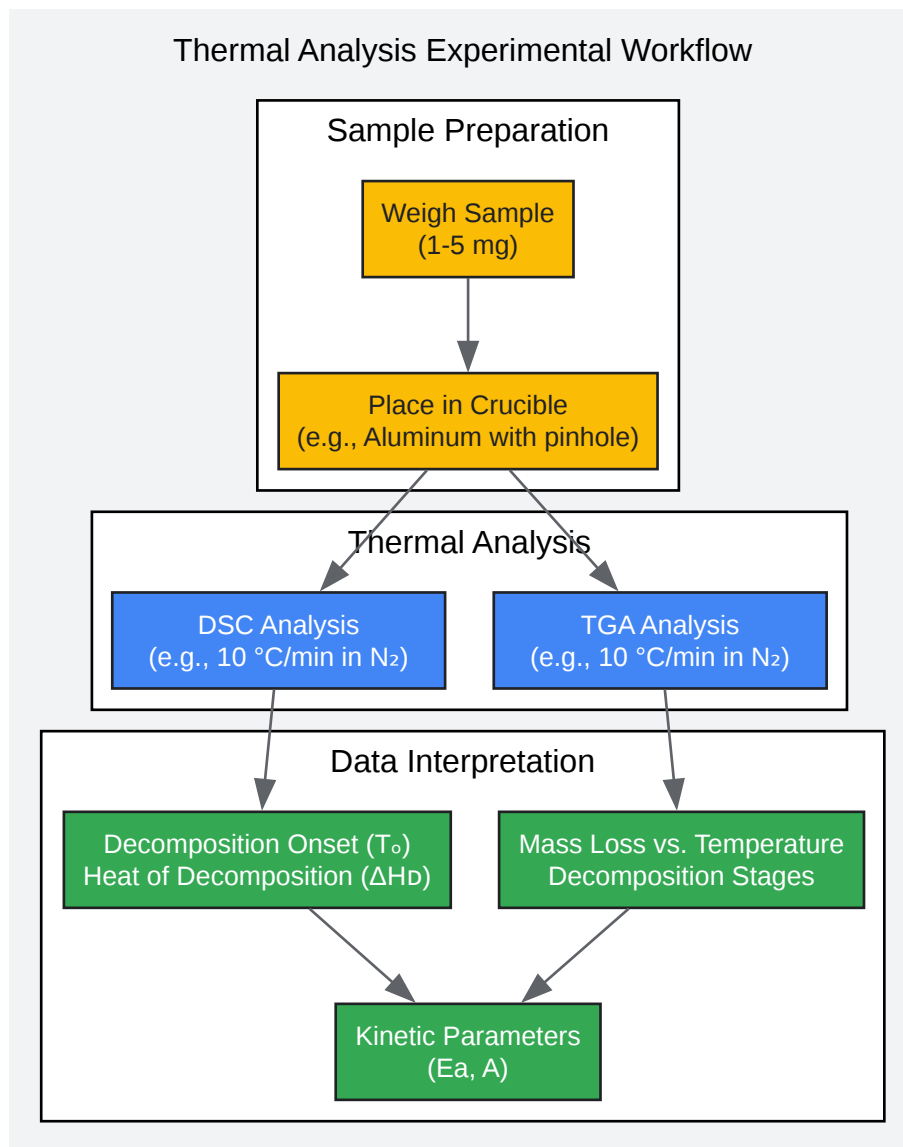 Thermal Analysis Experimental Workflow
Sample Preparation
Weigh Sample
(1-5 mg)
Place in Crucible
(e.g., Aluminum with pinhole)
Thermal Analysis
DSC Analysis
(e.g., 10 °C/min in N₂)
TGA Analysis
(e.g., 10 °C/min in N₂)
Data Interpretation
Decomposition Onset (Tₒ)
Heat of Decomposition (ΔHᴅ)
Mass Loss vs. Temperature
Decomposition Stages
Kinetic Parameters
(Ea, A)